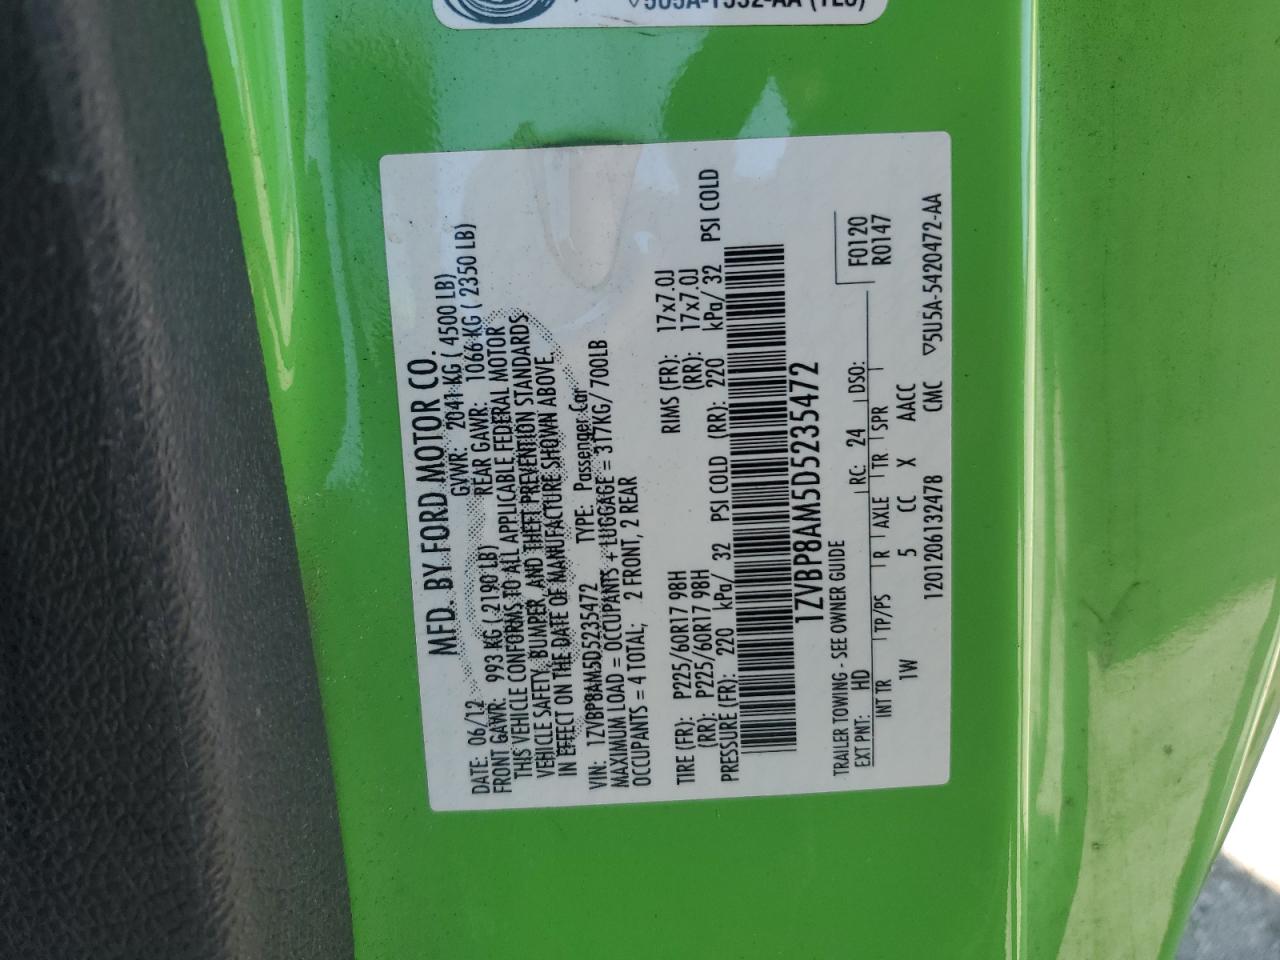 5U5A-1532-AA (TLS)
MFD. BY FORD MOTOR CO.
DATE: 06/12 GVWR: 2041 KG ( 4500 LB)
FRONT GAWR: 993 KG ( 2190 LB) REAR GAWR: 1066 KG ( 2350 LB)
THIS VEHICLE CONFORMS TO ALL APPLICABLE FEDERAL MOTOR
VEHICLE SAFETY, BUMPER, AND THEFT PREVENTION STANDARDS
IN EFFECT ON THE DATE OF MANUFACTURE SHOWN ABOVE.
VIN: 1ZVBP8AM5D5235472 TYPE: Passenger Car
MAXIMUM LOAD = OCCUPANTS + LUGGAGE = 317KG/ 700LB
OCCUPANTS = 4 TOTAL; 2 FRONT, 2 REAR
TIRE (FR): P225/60R17 98H RIMS (FR): 17x7.0J
(RR): P225/60R17 98H (RR): 17x7.0J
PRESSURE (FR): 220 kPa/ 32 PSI COLD (RR): 220 kPa/ 32 PSI COLD
1ZVBP8AM5D5235472
TRAILER TOWING - SEE OWNER GUIDE F0120
EXT PNT: HD RC: 24 DSO: R0147
INT TR TP/PS R AXLE TR SPR
1W 5 CC X AACC
1201206132478 CMC ▽5U5A-5420472-AA